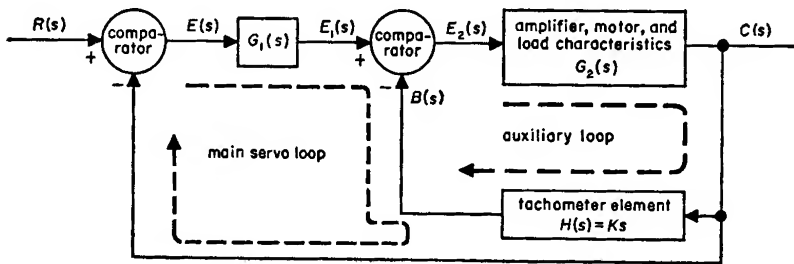 R(s)
+
compa-
rator
–
E(s)
G₁(s)
E₁(s)
+
compa-
rator
–
B(s)
E₂(s)
amplifier, motor, and
load characteristics
G₂(s)
C(s)
main servo loop
auxiliary loop
tachometer element
H(s) = Ks